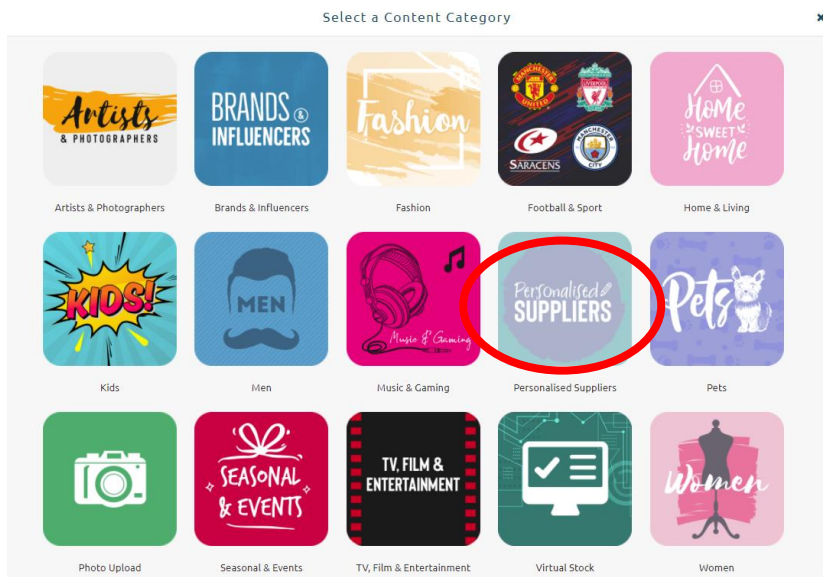 Select a Content Category
×
Artists
& PHOTOGRAPHERS
BRANDS &
INFLUENCERS
Fashion
MANCHESTER
UNITED
LIVERPOOL
SARACENS
MANCHESTER
CITY
HOME
SWEET
HOME
Artists & Photographers
Brands & Influencers
Fashion
Football & Sport
Home & Living
KIDS!
MEN
Music & Gaming
Personalised
SUPPLIERS
Pets
Kids
Men
Music & Gaming
Personalised Suppliers
Pets
SEASONAL
& EVENTS
TV, FILM &
ENTERTAINMENT
Women
Photo Upload
Seasonal & Events
TV, Film & Entertainment
Virtual Stock
Women